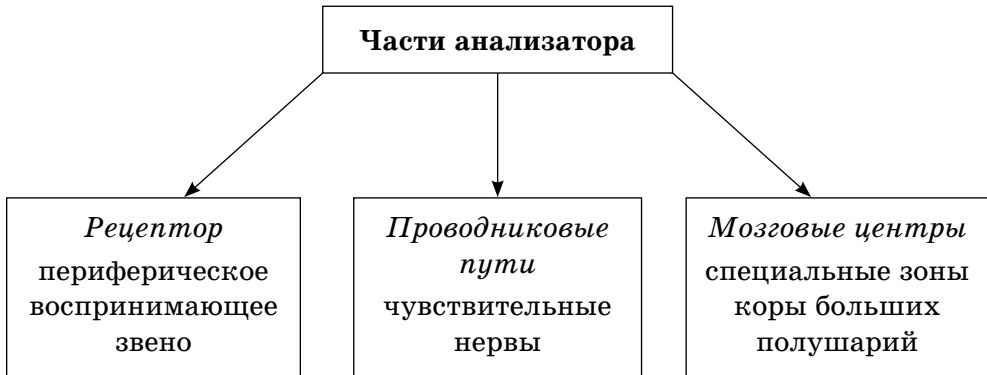 Части анализатора
Рецептор
периферическое
воспринимающее
звено
Проводниковые
пути
чувствительные
нервы
Мозговые центры
специальные зоны
коры больших
полушарий